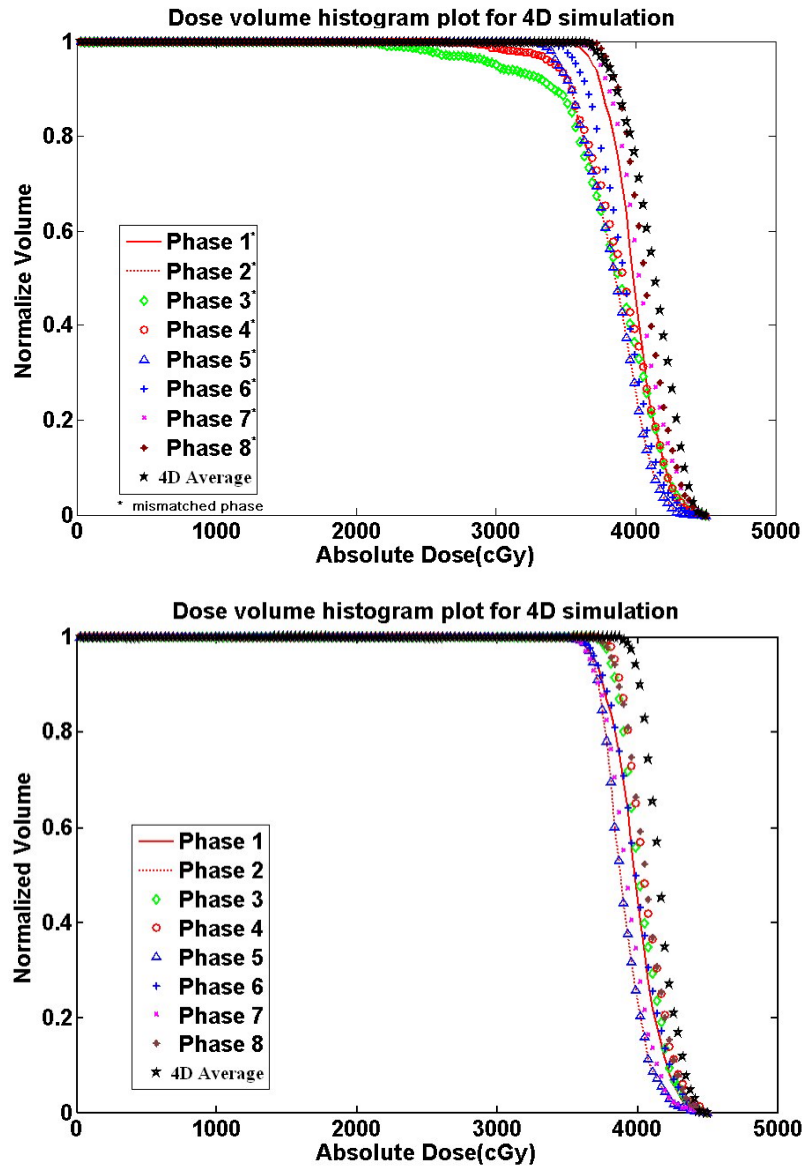 Dose volume histogram plot for 4D simulation
1
0.8
0.6
0.4
0.2
0
Normalize Volume
Phase 1*
Phase 2*
Phase 3*
Phase 4*
Phase 5*
Phase 6*
Phase 7*
Phase 8*
4D Average
* mismatched phase
0 1000 2000 3000 4000 5000
Absolute Dose(cGy)
Dose volume histogram plot for 4D simulation
1
0.8
0.6
0.4
0.2
0
Normalized Volume
Phase 1
Phase 2
Phase 3
Phase 4
Phase 5
Phase 6
Phase 7
Phase 8
4D Average
0 1000 2000 3000 4000 5000
Absolute Dose(cGy)